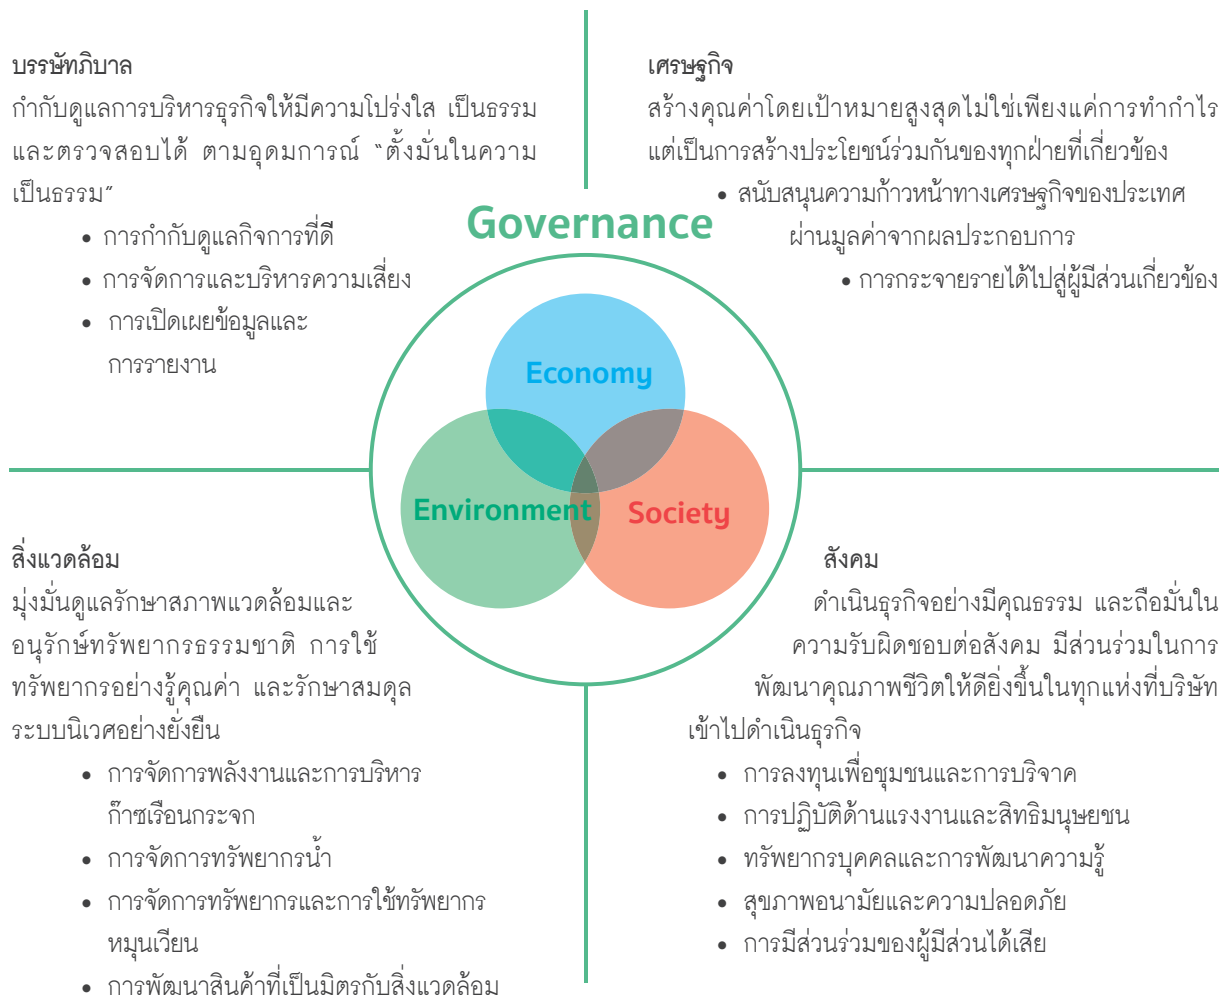 บรรษัทภิบาล
กำกับดูแลการบริหารธุรกิจให้มีความโปร่งใส เป็นธรรม
และตรวจสอบได้ ตามอุดมการณ์ “ตั้งมั่นในความ
เป็นธรรม”
• การกำกับดูแลกิจการที่ดี
• การจัดการและบริหารความเสี่ยง
• การเปิดเผยข้อมูลและ
การรายงาน
เศรษฐกิจ
สร้างคุณค่าโดยเป้าหมายสูงสุดไม่ใช่เพียงแค่การทำกำไร
แต่เป็นการสร้างประโยชน์ร่วมกันของทุกฝ่ายที่เกี่ยวข้อง
• สนับสนุนความก้าวหน้าทางเศรษฐกิจของประเทศ
ผ่านมูลค่าจากผลประกอบการ
• การกระจายรายได้ไปสู่ผู้มีส่วนเกี่ยวข้อง
Governance
Economy
Environment
Society
สิ่งแวดล้อม
มุ่งมั่นดูแลรักษาสภาพแวดล้อมและ
อนุรักษ์ทรัพยากรธรรมชาติ การใช้
ทรัพยากรอย่างรู้คุณค่า และรักษาสมดุล
ระบบนิเวศอย่างยั่งยืน
• การจัดการพลังงานและการบริหาร
ก๊าซเรือนกระจก
• การจัดการทรัพยากรน้ำ
• การจัดการทรัพยากรและการใช้ทรัพยากร
หมุนเวียน
• การพัฒนาสินค้าที่เป็นมิตรกับสิ่งแวดล้อม
สังคม
ดำเนินธุรกิจอย่างมีคุณธรรม และถือมั่นใน
ความรับผิดชอบต่อสังคม มีส่วนร่วมในการ
พัฒนาคุณภาพชีวิตให้ดียิ่งขึ้นในทุกแห่งที่บริษัท
เข้าไปดำเนินธุรกิจ
• การลงทุนเพื่อชุมชนและการบริจาค
• การปฏิบัติด้านแรงงานและสิทธิมนุษยชน
• ทรัพยากรบุคคลและการพัฒนาความรู้
• สุขภาพอนามัยและความปลอดภัย
• การมีส่วนร่วมของผู้มีส่วนได้เสีย